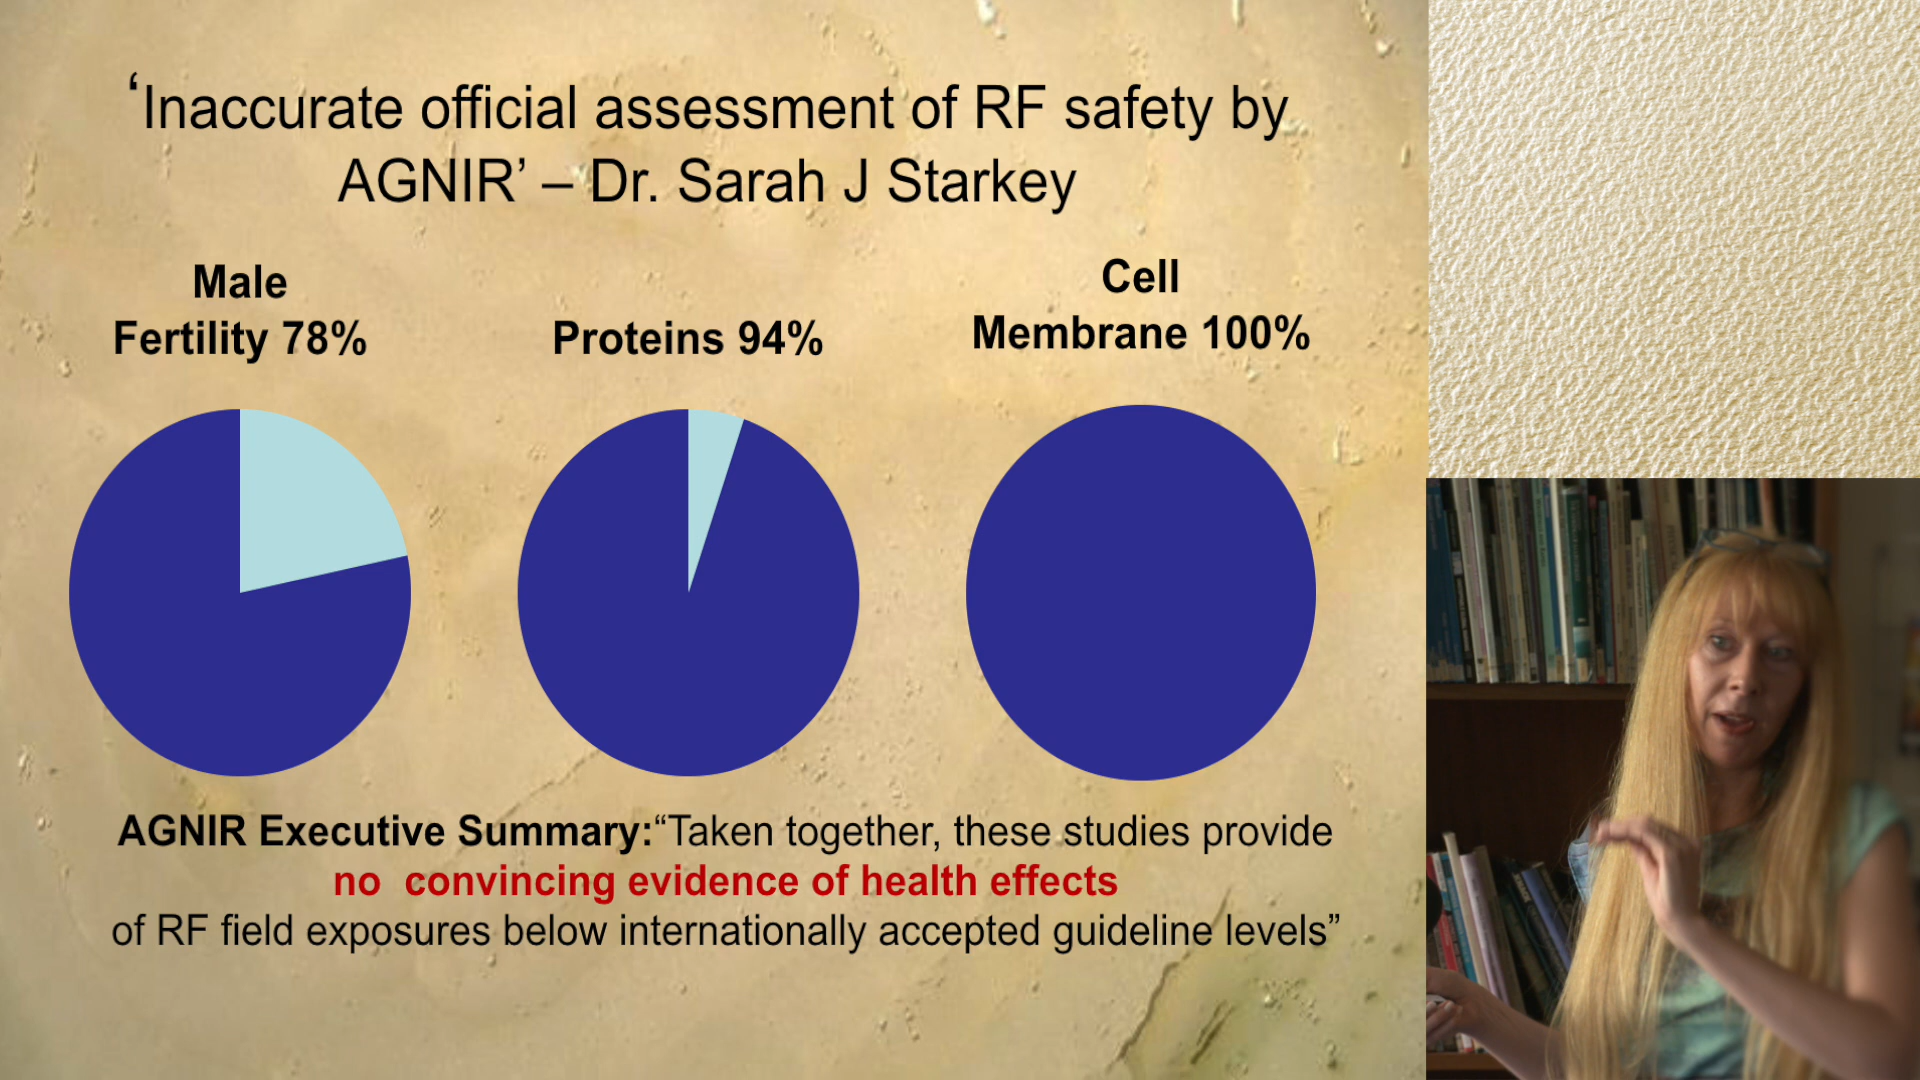 ‘Inaccurate official assessment of RF safety by
AGNIR’ – Dr. Sarah J Starkey
Male
Fertility 78%
Proteins 94%
Cell
Membrane 100%
AGNIR Executive Summary:“Taken together, these studies provide
no convincing evidence of health effects
of RF field exposures below internationally accepted guideline levels”